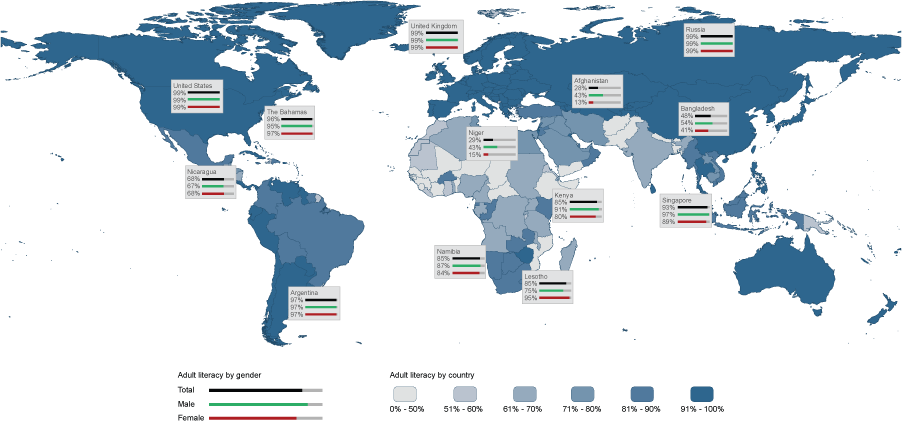 United Kingdom
99%
99%
99%
Russia
99%
99%
99%
United States
99%
99%
99%
Afghanistan
28%
43%
13%
The Bahamas
96%
95%
97%
Bangladesh
48%
54%
41%
Niger
29%
43%
15%
Nicaragua
68%
67%
68%
Kenya
85%
91%
80%
Singapore
93%
97%
89%
Namibia
85%
87%
84%
Lesotho
85%
75%
95%
Argentina
97%
97%
97%
Adult literacy by gender
Total
Male
Female
Adult literacy by country
0% - 50%
51% - 60%
61% - 70%
71% - 80%
81% - 90%
91% - 100%